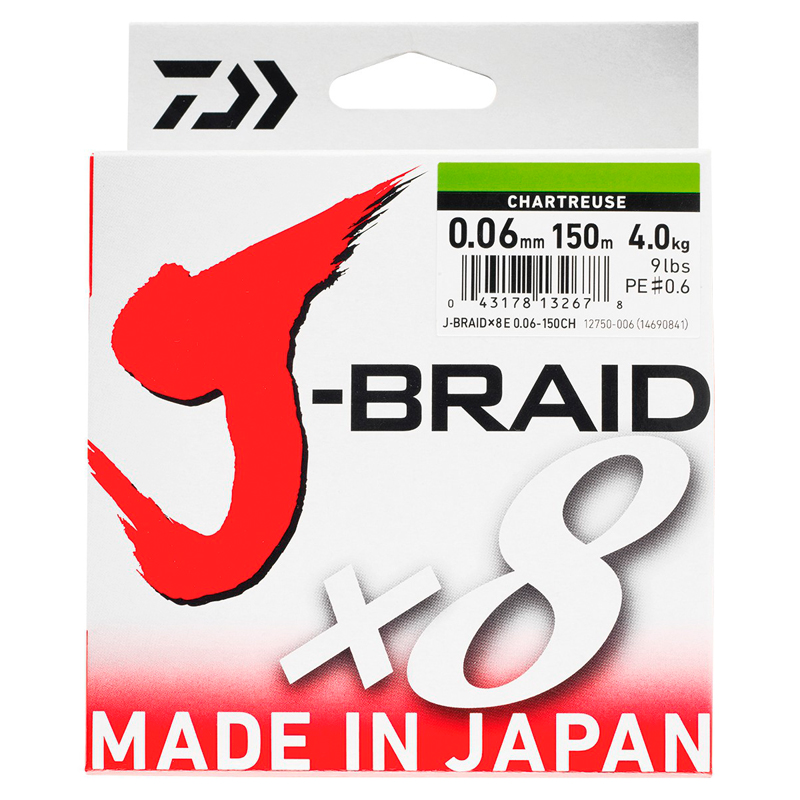 CHARTREUSE
0.06mm 150m 4.0kg
9lbs
PE#0.6
0 43178 13267 8
J-BRAID×8E 0.06-150CH 12750-006 (14690841)
J-BRAID
×8
MADE IN JAPAN